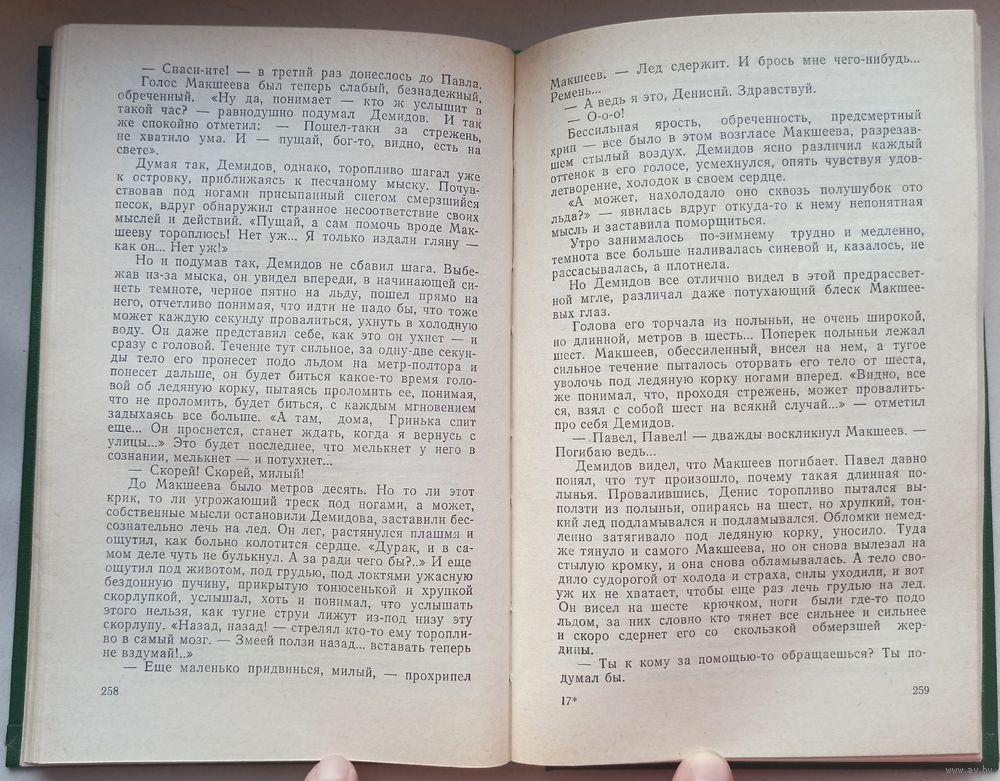 — Спаси-ите! — в третий раз донеслось до Павла.
Голос Макшеева был теперь слабый, безнадежный,
обреченный. «Ну да, понимает — кто ж услышит в
такой час? — равнодушно подумал Демидов. И так
же спокойно отметил: — Пошел-таки за стрежень,
не хватило ума. И — пущай, бог-то, видно, есть на
свете».
Думая так, Демидов, однако, торопливо шагал уже
к островку, приближаясь к песчаному мыску. Почув-
ствовав под ногами присыпанный снегом смерзшийся
песок, вдруг обнаружил странное несоответствие своих
мыслей и действий. «Пущай, а сам помочь вроде Мак-
шееву тороплюсь! Нет уж... Я только издали гляну —
как он... Нет уж!»
Но и подумав так, Демидов не сбавил шага. Выбе-
жав из-за мыска, он увидел впереди, в начинающей си-
неть темноте, черное пятно на льду, пошел прямо на
него, отчетливо понимая, что идти не надо бы, что тоже
может каждую секунду провалиться, ухнуть в холодную
воду. Он даже представил себе, как это он ухнет — и
сразу с головой. Течение тут сильное, за одну-две секун-
ды тело его пронесет подо льдом на метр-полтора и
понесет дальше, он будет биться какое-то время голо-
вой об ледяную корку, пытаясь проломить ее, понимая,
что не проломить, будет биться, с каждым мгновением
задыхаясь все больше. «А там, дома, Гринька спит
еще... Он проснется, станет ждать, когда я вернусь с
улицы...» Это будет последнее, что мелькнет у него в
сознании, мелькнет — и потухнет...
— Скорей! Скорей, милый!
До Макшеева было метров десять. Но то ли этот
крик, то ли угрожающий треск под ногами, а может,
собственные мысли остановили Демидова, заставили бес-
сознательно лечь на лед. Он лег, растянулся плашмя и
ощутил, как больно колотится сердце. «Дурак, и в са-
мом деле чуть не булькнул. А за ради чего бы?..» И еще
ощутил под животом, под грудью, под локтями ужасную
бездонную пучину, прикрытую тонюсенькой и хрупкой
скорлупкой, услышал, хоть и понимал, что услышать
этого нельзя, как тугие струи лижут из-под низу эту
скорлупу. «Назад, назад! — стрелял кто-то ему торопли-
во в самый мозг. — Змеей ползи назад... вставать теперь
не вздумай!..»
— Еще маленько придвинься, милый, — прохрипел
258
Макшеев. — Лед сдержит. И брось мне чего-нибудь...
Ремень...
— А ведь я это, Денисий. Здравствуй.
— О-о-о!
Бессильная ярость, обреченность, предсмертный
хрип — все было в этом возгласе Макшеева, разрезав-
шем стылый воздух. Демидов ясно различил каждый
оттенок в его голосе, усмехнулся, опять чувствуя удов-
летворение, холодок в своем сердце.
«А может, нахолодало оно сквозь полушубок ото
льда?» — явилась вдруг откуда-то к нему непонятная
мысль и заставила поморщиться.
Утро занималось по-зимнему трудно и медленно,
темнота все больше наливалась синевой и, казалось, не
рассасывалась, а плотнела.
Но Демидов все отлично видел в этой предрассвет-
ной мгле, различал даже потухающий блеск Макшее-
вых глаз.
Голова его торчала из полыньи, не очень широкой,
но длинной, метров в шесть... Поперек полыньи лежал
шест. Макшеев, обессиленный, висел на нем, а тугое
сильное течение пыталось оторвать его тело от шеста,
уволочь под ледяную корку ногами вперед. «Видно, все
же понимал, что, проходя стрежень, может провалить-
ся, взял с собой шест на всякий случай...» — отметил
про себя Демидов.
— Павел, Павел! — дважды воскликнул Макшеев. —
Погибаю ведь...
Демидов видел, что Макшеев погибает. Павел давно
понял, что тут произошло, почему такая длинная по-
лынья. Провалившись, Денис торопливо пытался вы-
ползти из полыньи, опираясь на шест, но хрупкий, тон-
кий лед подламывался и подламывался. Обломки немед-
ленно затягивало под ледяную корку, уносило. Туда
же тянуло и самого Макшеева, но он снова вылезал на
стылую кромку, и она снова обламывалась. А тело сво-
дило судорогой от холода и страха, силы уходили, и вот
уж их не хватает, чтобы еще раз лечь грудью на лед.
Он висел на шесте крючком, ноги были где-то подо
льдом, за них словно кто тянет все сильнее и сильнее
и скоро сдернет его со скользкой обмерзшей жер-
дины.
— Ты к кому за помощью-то обращаешься? Ты по-
думал бы.
17*
259
www.av.by